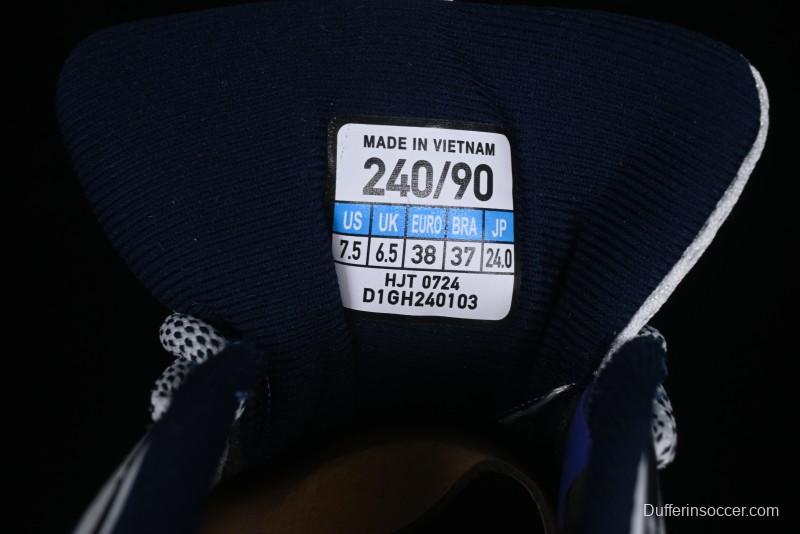 MADE IN VIETNAM
240/90
US UK EURO BRA JP
7.5 6.5 38 37 24.0
HJT 0724
D1GH240103
Dufferinsoccer.com